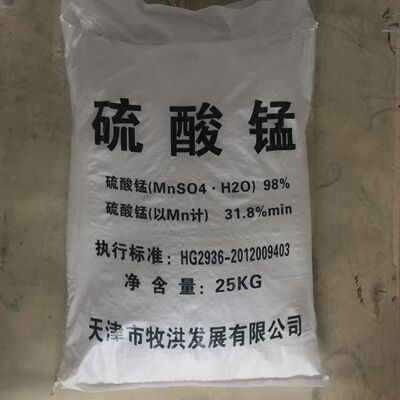 硫酸锰
硫酸锰(MnSO4·H2O) 98%
硫酸锰(以Mn计) 31.8%min
执行标准：HG2936-2012009403
净含量：25KG
天津市牧洪发展有限公司